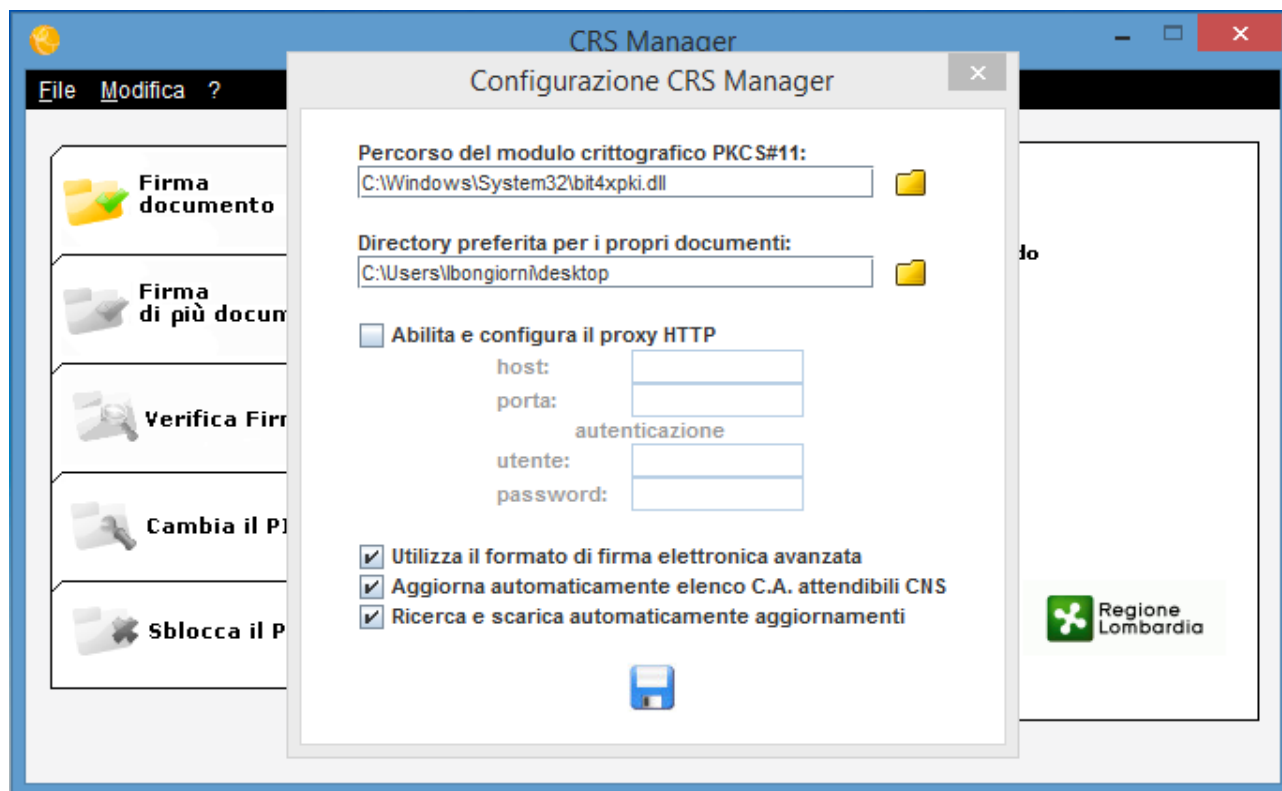 CRS Manager
Configurazione CRS Manager
File Modifica ?
Percorso del modulo crittografico PKCS#11:
C:\Windows\System32\bit4xpki.dll
Firma
documento
Directory preferita per i propri documenti:
C:\Users\lbongiorni\desktop
do
Firma
di più docum
Abilita e configura il proxy HTTP
host:
porta:
autenticazione
utente:
password:
Verifica Firm
Cambia il PI
Sblocca il P
Utilizza il formato di firma elettronica avanzata
Aggiorna automaticamente elenco C.A. attendibili CNS
Ricerca e scarica automaticamente aggiornamenti
Regione
Lombardia